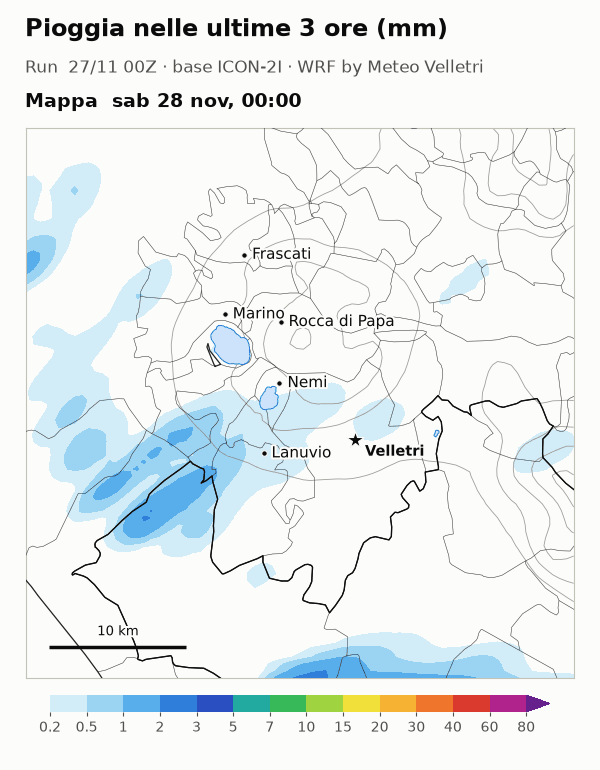 Pioggia nelle ultime 3 ore (mm)
Run  27/11 00Z · base ICON-2I · WRF by Meteo Velletri
Mappa  sab 28 nov, 00:00
Frascati
Marino
Rocca di Papa
Nemi
Velletri
Lanuvio
10 km
0.2 0.5 1 2 3 5 7 10 15 20 30 40 60 80